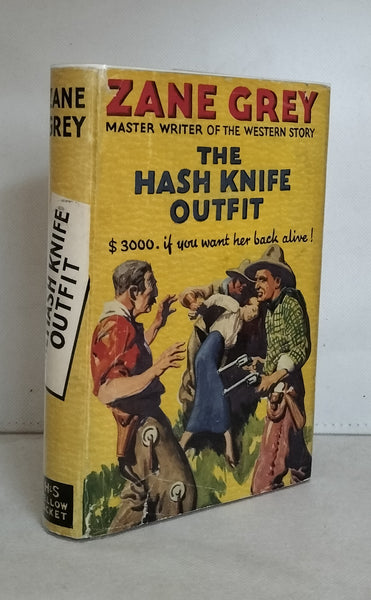 ZANE GREY
MASTER WRITER OF THE WESTERN STORY
THE
HASH KNIFE
OUTFIT
$3000. if you want her back alive!
ZANE
GREY
HASH KNIFE
OUTFIT